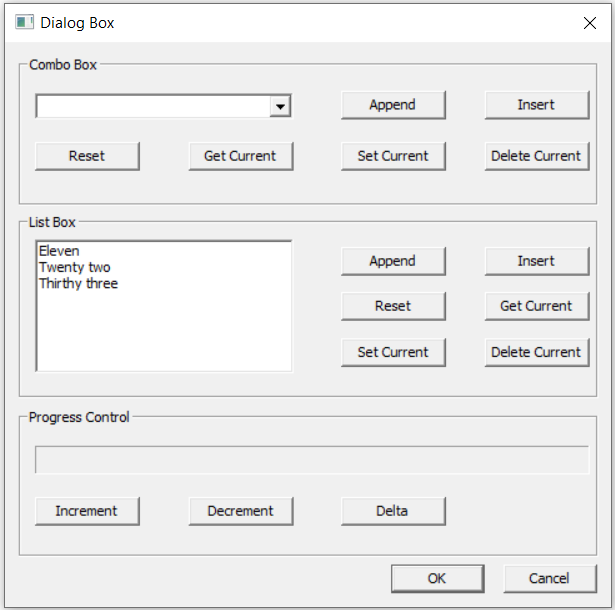 Dialog Box
Combo Box
Append Insert
Reset Get Current Set Current Delete Current
List Box
Eleven
Twenty two
Thirthy three
Append Insert
Reset Get Current
Set Current Delete Current
Progress Control
Increment Decrement Delta
OK Cancel